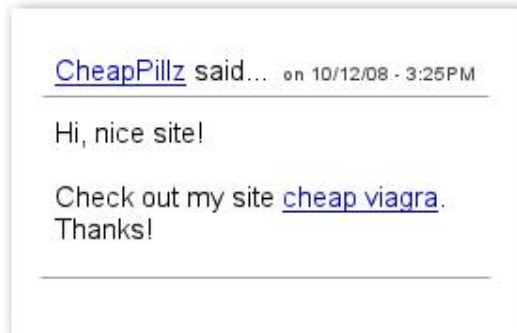 CheapPillz said... on 10/12/08 - 3:25PM
Hi, nice site!
Check out my site cheap viagra.
Thanks!